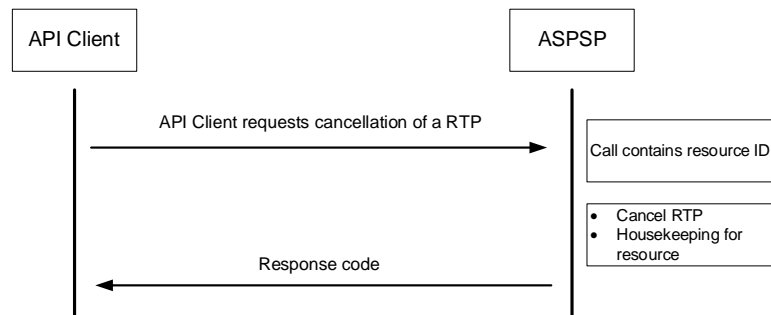 API Client
ASPSP
API Client requests cancellation of a RTP
Call contains resource ID
• Cancel RTP
• Housekeeping for
resource
Response code